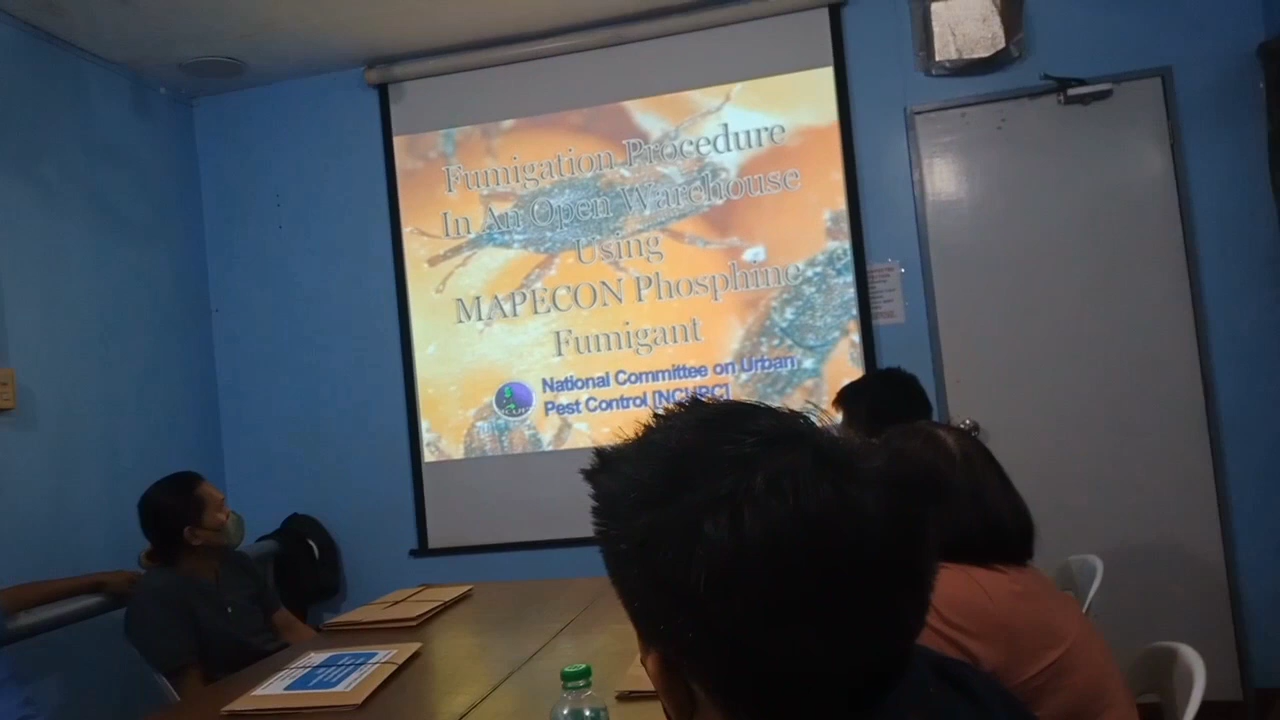 Fumigation Procedure
In An Open Warehouse
Using
MAPECON Phosphine
Fumigant
National Committee on Urban
Pest Control [NCUPC]